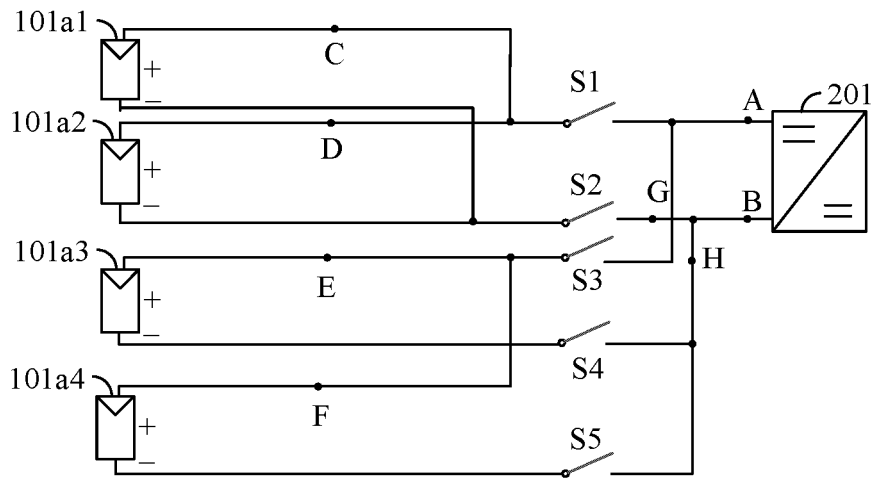 101a1
+
−
C
101a2
+
−
D
S1
A
201
S2
G
B
101a3
+
−
E
S3
H
S4
101a4
+
−
F
S5